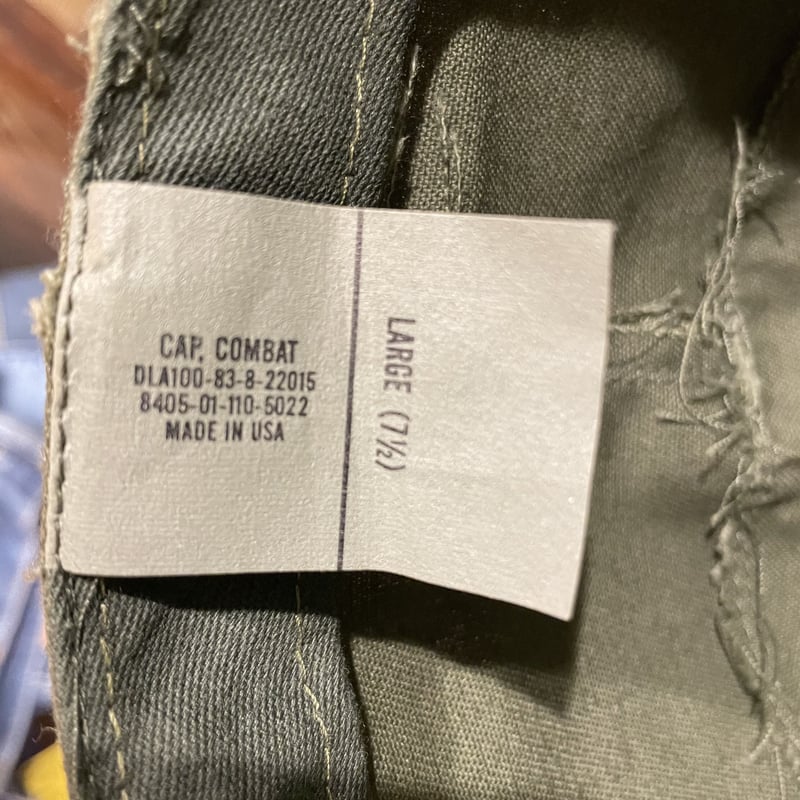 CAP, COMBAT
DLA100-83-8-22015
8405-01-110-5022
MADE IN USA
LARGE (7½)